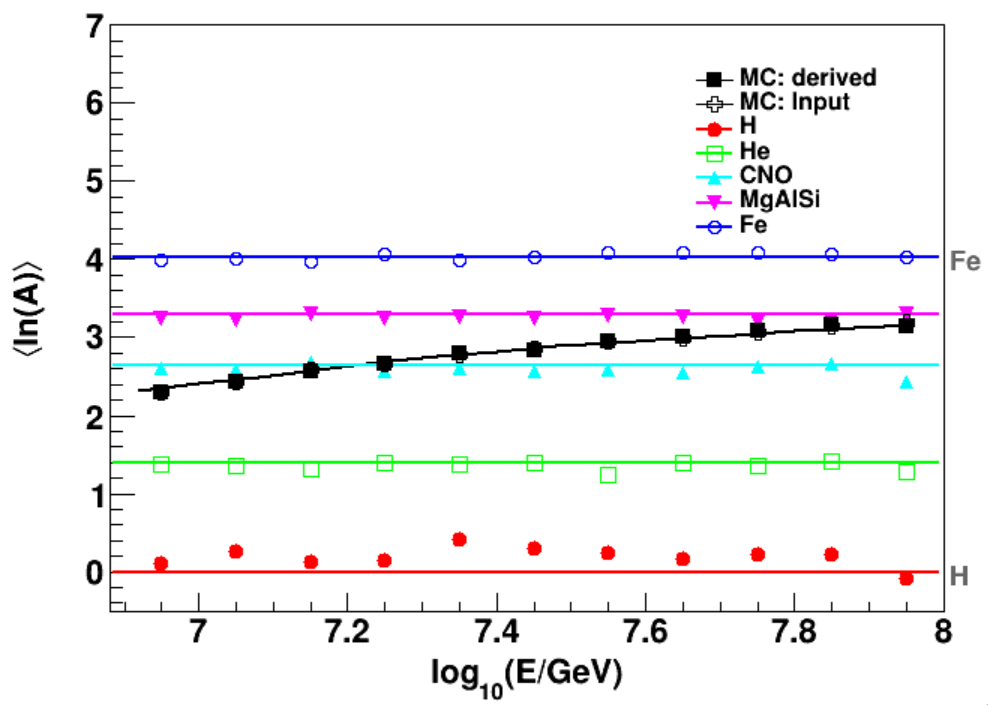 7
6
5
4
3
2
1
0
⟨ln(A)⟩
MC: derived
MC: Input
H
He
CNO
MgAlSi
Fe
Fe
H
7 7.2 7.4 7.6 7.8 8
log10(E/GeV)